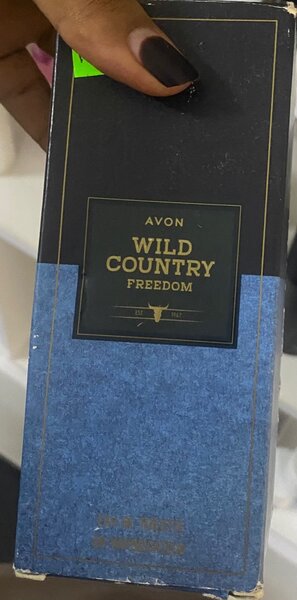 AVON
WILD
COUNTRY
FREEDOM
EST 1967